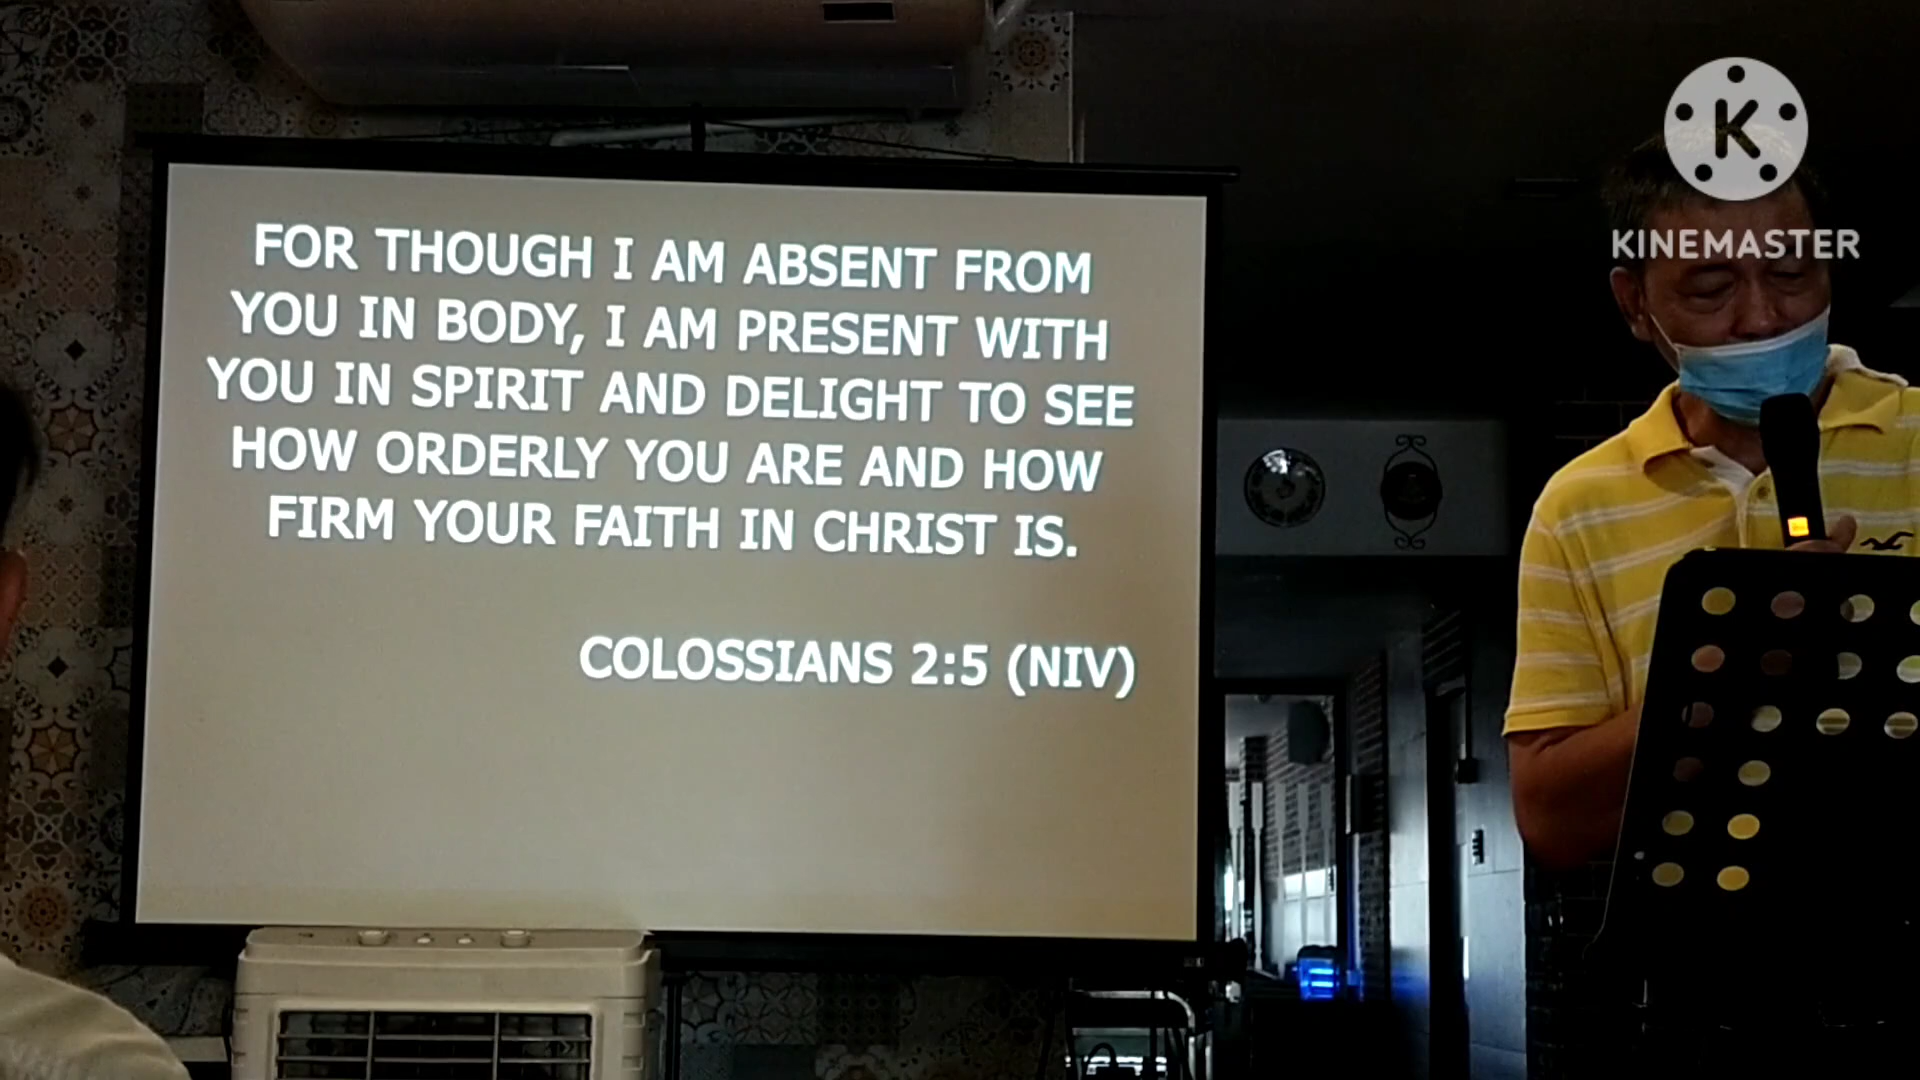 FOR THOUGH I AM ABSENT FROM
YOU IN BODY, I AM PRESENT WITH
YOU IN SPIRIT AND DELIGHT TO SEE
HOW ORDERLY YOU ARE AND HOW
FIRM YOUR FAITH IN CHRIST IS.
COLOSSIANS 2:5 (NIV)
K
KINEMASTER